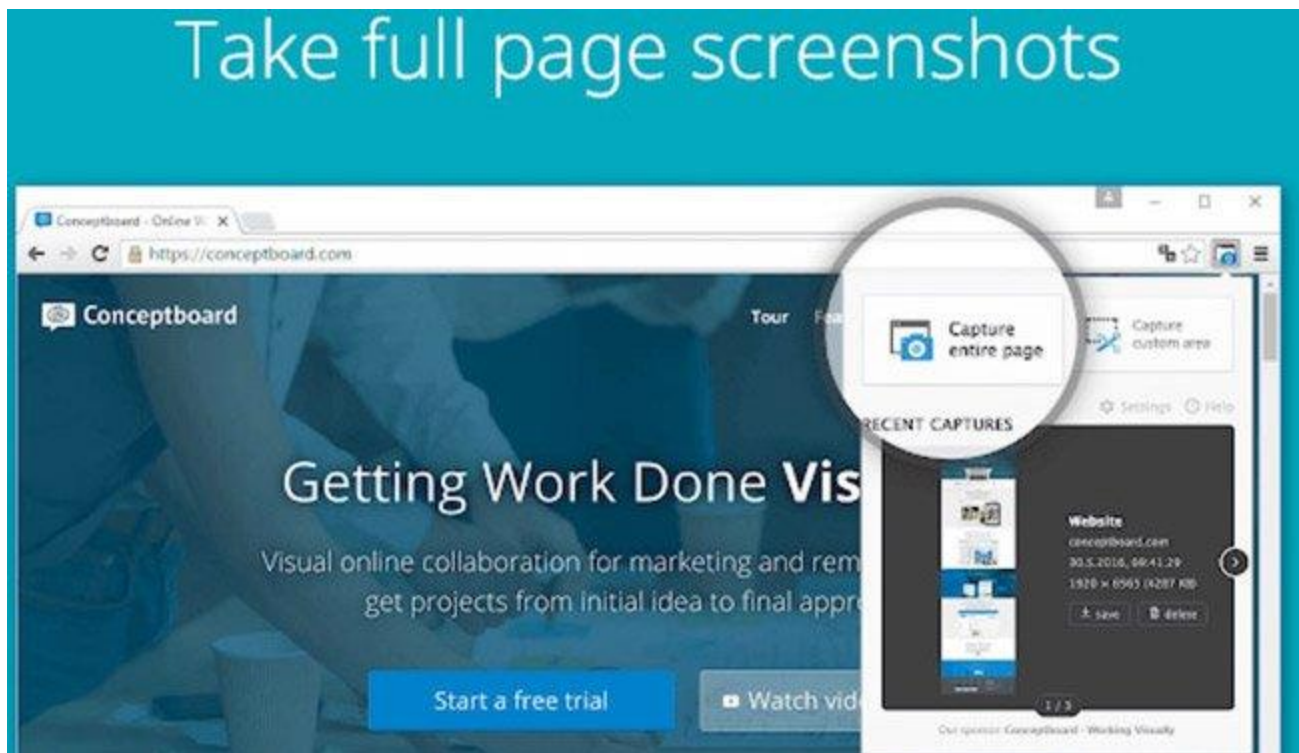 Take full page screenshots
Conceptboard - Online V
https://conceptboard.com
Conceptboard
Tour Fea
Capture
entire page
Capture
custom area
Settings Help
RECENT CAPTURES
Getting Work Done Vis
Visual online collaboration for marketing and rem
get projects from initial idea to final appr
Website
conceptboard.com
30.5.2016, 09:41:29
1920 × 6565 (4287 KB)
save delete
1 / 3
Start a free trial
Watch vid
Our sponsor Conceptboard - Working Visually